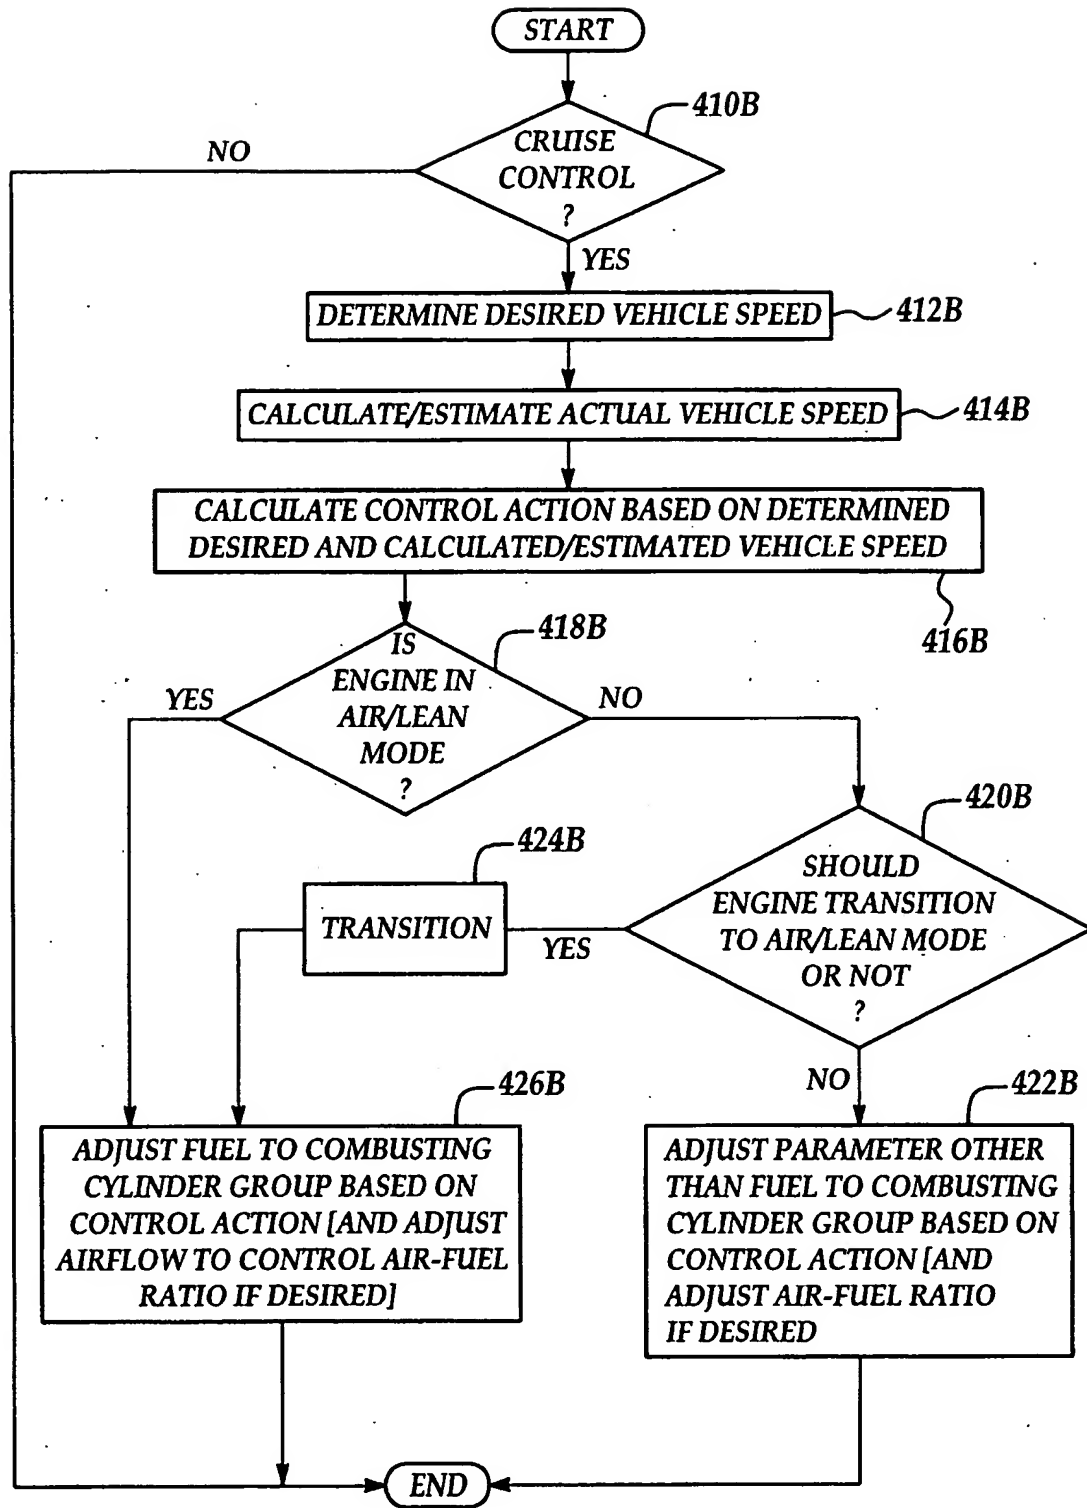 START
410B
CRUISE
CONTROL
?
NO
YES
DETERMINE DESIRED VEHICLE SPEED
412B
CALCULATE/ESTIMATE ACTUAL VEHICLE SPEED
414B
CALCULATE CONTROL ACTION BASED ON DETERMINED
DESIRED AND CALCULATED/ESTIMATED VEHICLE SPEED
416B
418B
IS
ENGINE IN
AIR/LEAN
MODE
?
YES
NO
420B
SHOULD
ENGINE TRANSITION
TO AIR/LEAN MODE
OR NOT
?
424B
TRANSITION
YES
NO
426B
ADJUST FUEL TO COMBUSTING
CYLINDER GROUP BASED ON
CONTROL ACTION [AND ADJUST
AIRFLOW TO CONTROL AIR-FUEL
RATIO IF DESIRED]
422B
ADJUST PARAMETER OTHER
THAN FUEL TO COMBUSTING
CYLINDER GROUP BASED ON
CONTROL ACTION [AND
ADJUST AIR-FUEL RATIO
IF DESIRED
END